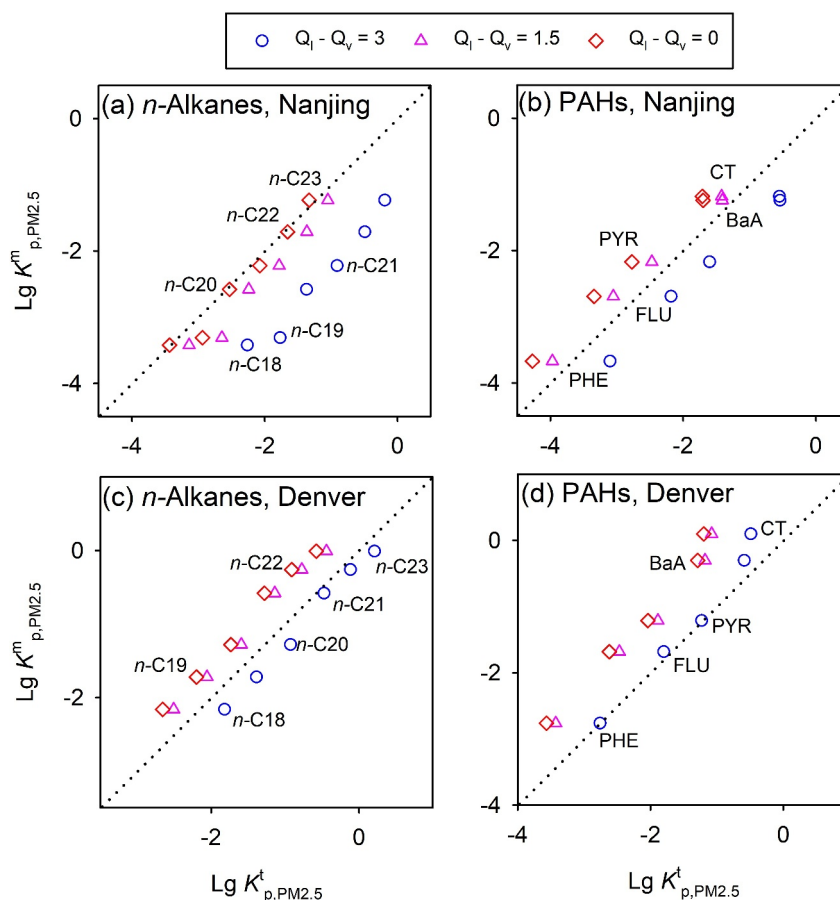 Q_l - Q_v = 3 Q_l - Q_v = 1.5 Q_l - Q_v = 0
(a) n-Alkanes, Nanjing
(b) PAHs, Nanjing
0
-2
-4
Lg K^m_p,PM2.5
n-C23
n-C22
n-C21
n-C20
n-C19
n-C18
-4 -2 0
0
-2
-4
CT
BaA
PYR
FLU
PHE
-4 -2 0
(c) n-Alkanes, Denver
(d) PAHs, Denver
0
-2
Lg K^m_p,PM2.5
n-C22
n-C23
n-C21
n-C20
n-C19
n-C18
-2 0
Lg K^t_p,PM2.5
0
-2
-4
CT
BaA
PYR
FLU
PHE
-4 -2 0
Lg K^t_p,PM2.5